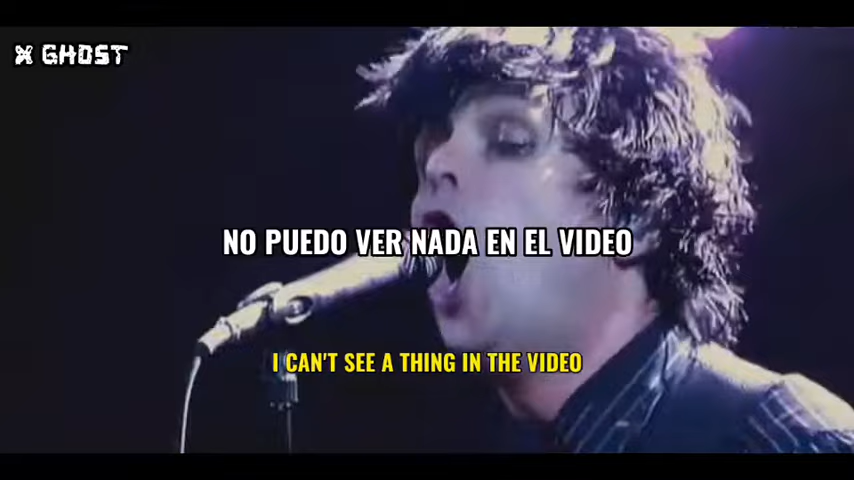 X GHOST
NO PUEDO VER NADA EN EL VIDEO
I CAN'T SEE A THING IN THE VIDEO